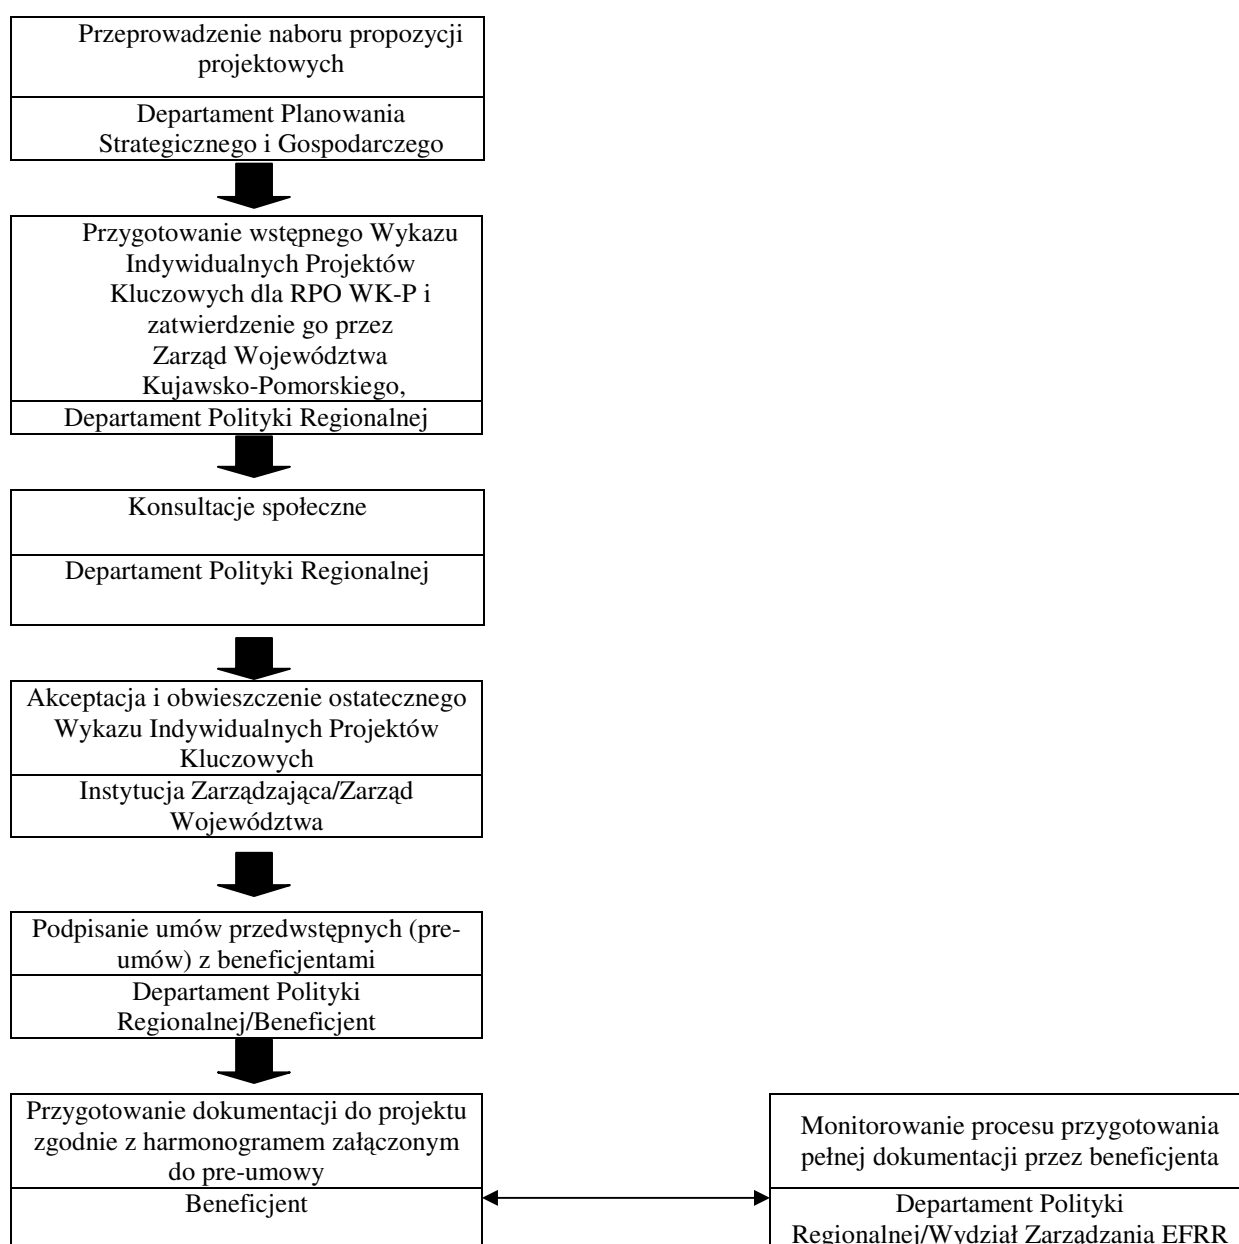 Przeprowadzenie naboru propozycji
projektowych
Departament Planowania
Strategicznego i Gospodarczego
Przygotowanie wstępnego Wykazu
Indywidualnych Projektów
Kluczowych dla RPO WK-P i
zatwierdzenie go przez
Zarząd Województwa
Kujawsko-Pomorskiego,
Departament Polityki Regionalnej
Konsultacje społeczne
Departament Polityki Regionalnej
Akceptacja i obwieszczenie ostatecznego
Wykazu Indywidualnych Projektów
Kluczowych
Instytucja Zarządzająca/Zarząd
Województwa
Podpisanie umów przedwstępnych (pre-
umów) z beneficjentami
Departament Polityki
Regionalnej/Beneficjent
Przygotowanie dokumentacji do projektu
zgodnie z harmonogramem załączonym
do pre-umowy
Beneficjent
Monitorowanie procesu przygotowania
pełnej dokumentacji przez beneficjenta
Departament Polityki
Regionalnej/Wydział Zarządzania EFRR